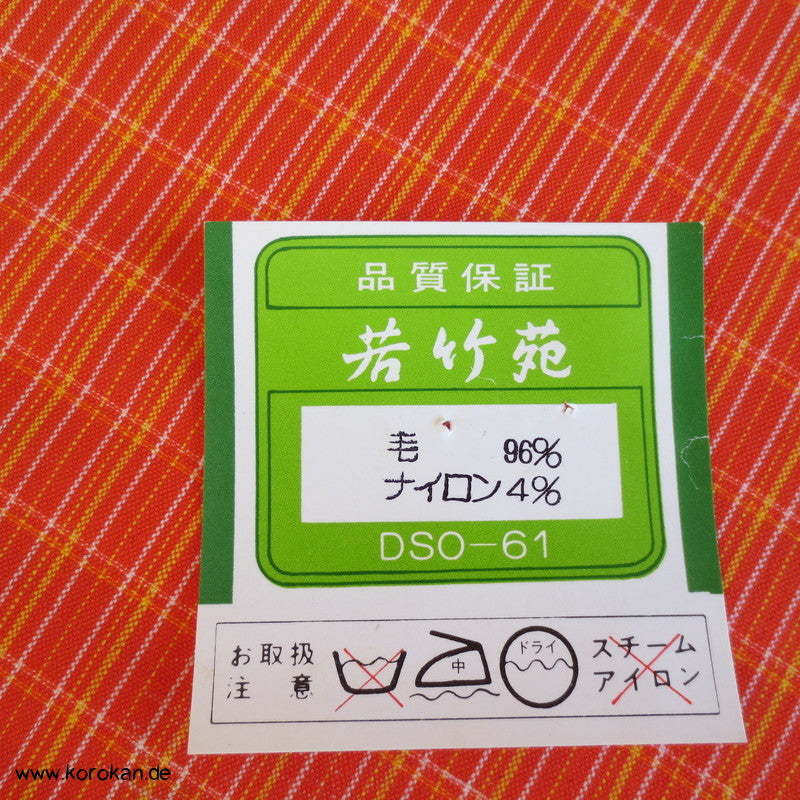 品質保証
若竹苑
毛 96%
ナイロン 4%
DSO-61
お取扱
注意
中
ドライ
スチーム
アイロン
www.korokan.de